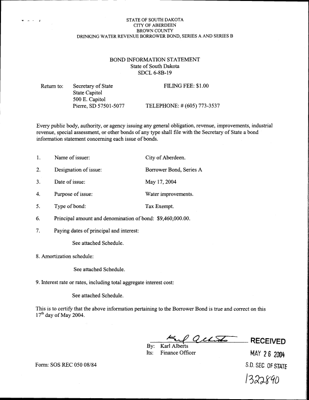 STATE OF SOUTH DAKOTA
CITY OF ABERDEEN
BROWN COUNTY
DRINKING WATER REVENUE BORROWER BOND, SERIES A AND SERIES B
BOND INFORMATION STATEMENT
State of South Dakota
SDCL 6-8B-19
Return to: Secretary of State FILING FEE: $1.00
State Capitol
500 E. Capitol
Pierre, SD 57501-5077 TELEPHONE: # (605) 773-3537
Every public body, authority, or agency issuing any general obligation, revenue, improvements, industrial
revenue, special assessment, or other bonds of any type shall file with the Secretary of State a bond
information statement concerning each issue of bonds.
1. Name of issuer: City of Aberdeen.
2. Designation of issue: Borrower Bond, Series A
3. Date of issue: May 17, 2004
4. Purpose of issue: Water improvements.
5. Type of bond: Tax Exempt.
6. Principal amount and denomination of bond: $9,460,000.00.
7. Paying dates of principal and interest:
See attached Schedule.
8. Amortization schedule:
See attached Schedule.
9. Interest rate or rates, including total aggregate interest cost:
See attached Schedule.
This is to certify that the above information pertaining to the Borrower Bond is true and correct on this
17th day of May 2004.
Karl Alberts
By: Karl Alberts
Its: Finance Officer
RECEIVED
MAY 26 2004
S.D. SEC. OF STATE
Form: SOS REC 050 08/84
1322890